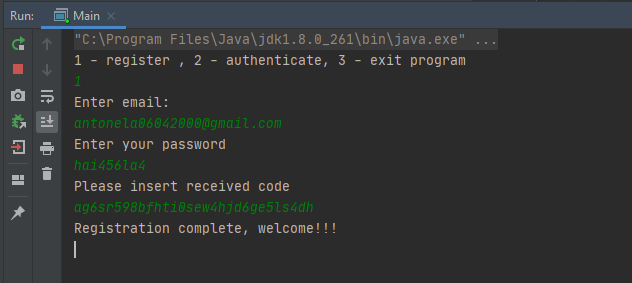 Run: Main
"C:\Program Files\Java\jdk1.8.0_261\bin\java.exe" ...
1 - register , 2 - authenticate, 3 - exit program
1
Enter email:
antonela06042000@gmail.com
Enter your password
hai456la4
Please insert received code
ag6sr598bfhti0sew4hjd6ge5ls4dh
Registration complete, welcome!!!